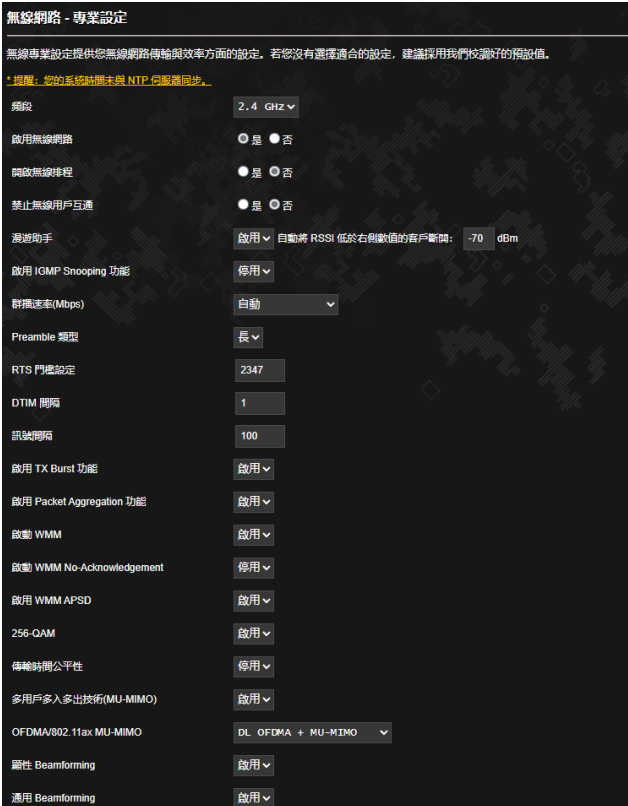 無線網路 - 專業設定
無線專業設定提供您無線網路傳輸與效率方面的設定。若您沒有選擇適合的設定，建議採用我們校調好的預設值。
* 提醒：您的系統時間未與 NTP 伺服器同步。
頻段 2.4 GHz
啟用無線網路 是 否
開啟無線排程 是 否
禁止無線用戶互通 是 否
漫遊助手 啟用 自動將 RSSI 低於右側數值的客戶斷開： -70 dBm
啟用 IGMP Snooping 功能 停用
群播速率(Mbps) 自動
Preamble 類型 長
RTS 門檻設定 2347
DTIM 間隔 1
訊號間隔 100
啟用 TX Burst 功能 啟用
啟用 Packet Aggregation 功能 啟用
啟動 WMM 啟用
啟動 WMM No-Acknowledgement 停用
啟用 WMM APSD 啟用
256-QAM 啟用
傳輸時間公平性 停用
多用戶多入多出技術(MU-MIMO) 啟用
OFDMA/802.11ax MU-MIMO DL OFDMA + MU-MIMO
顯性 Beamforming 啟用
通用 Beamforming 啟用